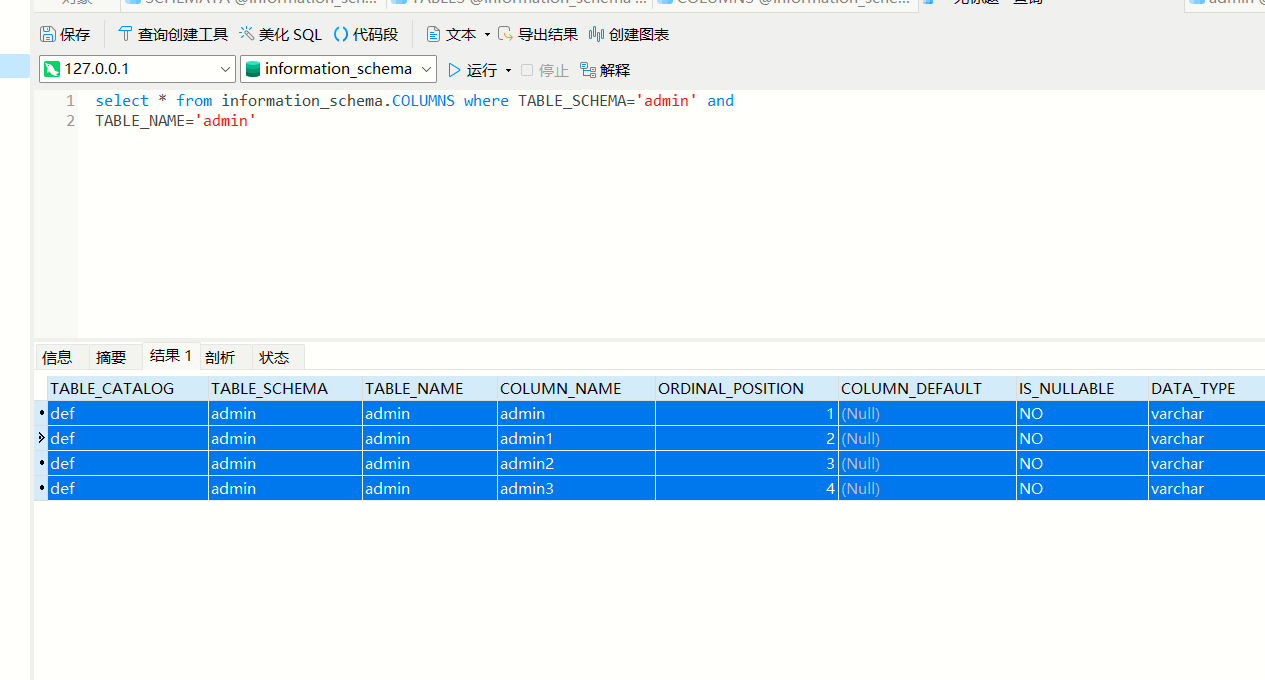 对象 SCHEMATA @information_sch... TABLES @information_schema ... COLUMNS @information_sche... 无标题 - 查询 admin @
保存 查询创建工具 美化 SQL () 代码段 文本 导出结果 创建图表
127.0.0.1 information_schema 运行 停止 解释
1 select * from information_schema.COLUMNS where TABLE_SCHEMA='admin' and
2 TABLE_NAME='admin'
信息 摘要 结果 1 剖析 状态
TABLE_CATALOG TABLE_SCHEMA TABLE_NAME COLUMN_NAME ORDINAL_POSITION COLUMN_DEFAULT IS_NULLABLE DATA_TYPE
def admin admin admin 1 (Null) NO varchar
def admin admin admin1 2 (Null) NO varchar
def admin admin admin2 3 (Null) NO varchar
def admin admin admin3 4 (Null) NO varchar